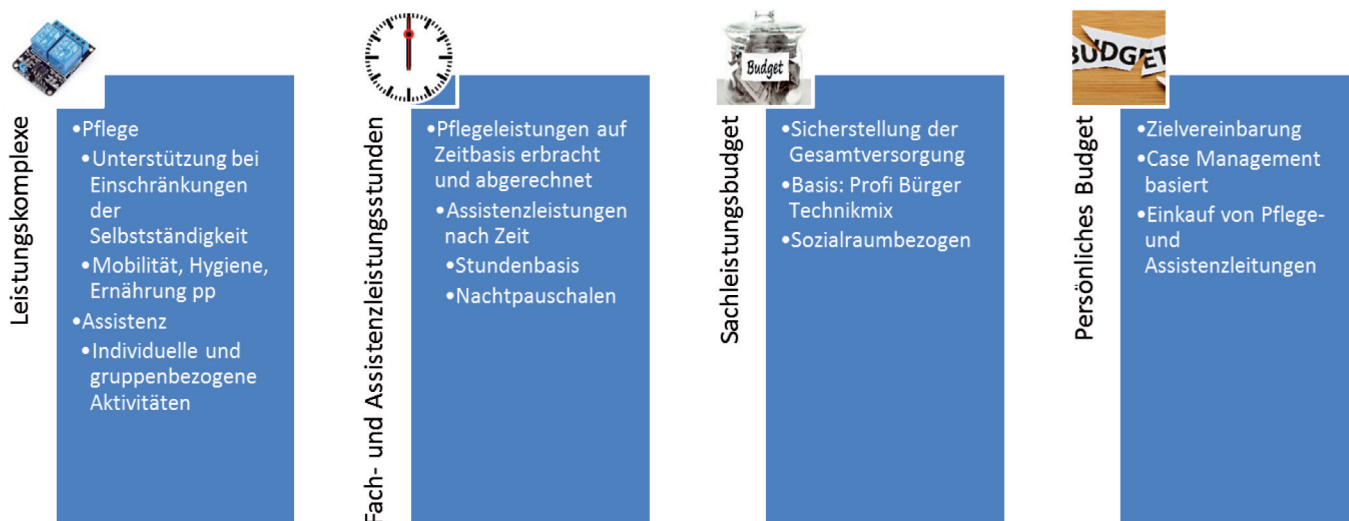 Leistungskomplexe
•Pflege
•Unterstützung bei
Einschränkungen
der
Selbstständigkeit
•Mobilität, Hygiene,
Ernährung pp
•Assistenz
•Individuelle und
gruppenbezogene
Aktivitäten
Fach- und Assistenzleistungsstunden
•Pflegeleistungen auf
Zeitbasis erbracht
und abgerechnet
•Assistenzleistungen
nach Zeit
•Stundenbasis
•Nachtpauschalen
Budget
Sachleistungsbudget
•Sicherstellung der
Gesamtversorgung
•Basis: Profi Bürger
Technikmix
•Sozialraumbezogen
BUDGET
Persönliches Budget
•Zielvereinbarung
•Case Management
basiert
•Einkauf von Pflege-
und
Assistenzleitungen